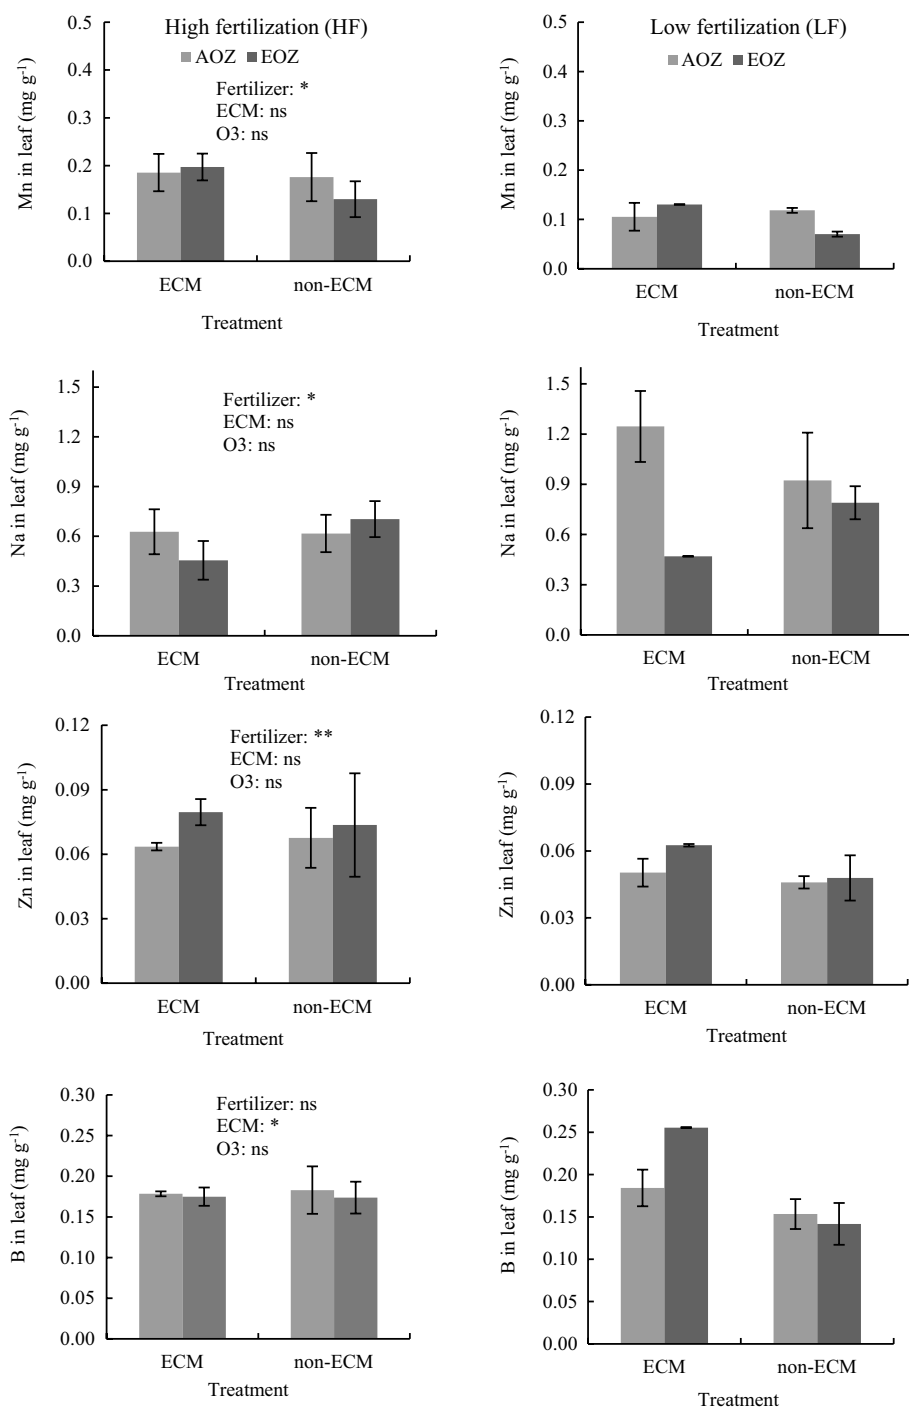 High fertilization (HF)
AOZ EOZ
Fertilizer: *
ECM: ns
O3: ns
Mn in leaf (mg g-1)
0.5
0.4
0.3
0.2
0.1
0.0
ECM non-ECM
Treatment
Low fertilization (LF)
AOZ EOZ
Mn in leaf (mg g-1)
0.5
0.4
0.3
0.2
0.1
0.0
ECM non-ECM
Treatment
Fertilizer: *
ECM: ns
O3: ns
Na in leaf (mg g-1)
1.5
1.2
0.9
0.6
0.3
0.0
ECM non-ECM
Treatment
Na in leaf (mg g-1)
1.5
1.2
0.9
0.6
0.3
0.0
ECM non-ECM
Treatment
Fertilizer: **
ECM: ns
O3: ns
Zn in leaf (mg g-1)
0.12
0.09
0.06
0.03
0.00
ECM non-ECM
Treatment
Zn in leaf (mg g-1)
0.12
0.09
0.06
0.03
0.00
ECM non-ECM
Treatment
Fertilizer: ns
ECM: *
O3: ns
B in leaf (mg g-1)
0.30
0.25
0.20
0.15
0.10
0.05
0.00
ECM non-ECM
Treatment
B in leaf (mg g-1)
0.30
0.25
0.20
0.15
0.10
0.05
0.00
ECM non-ECM
Treatment